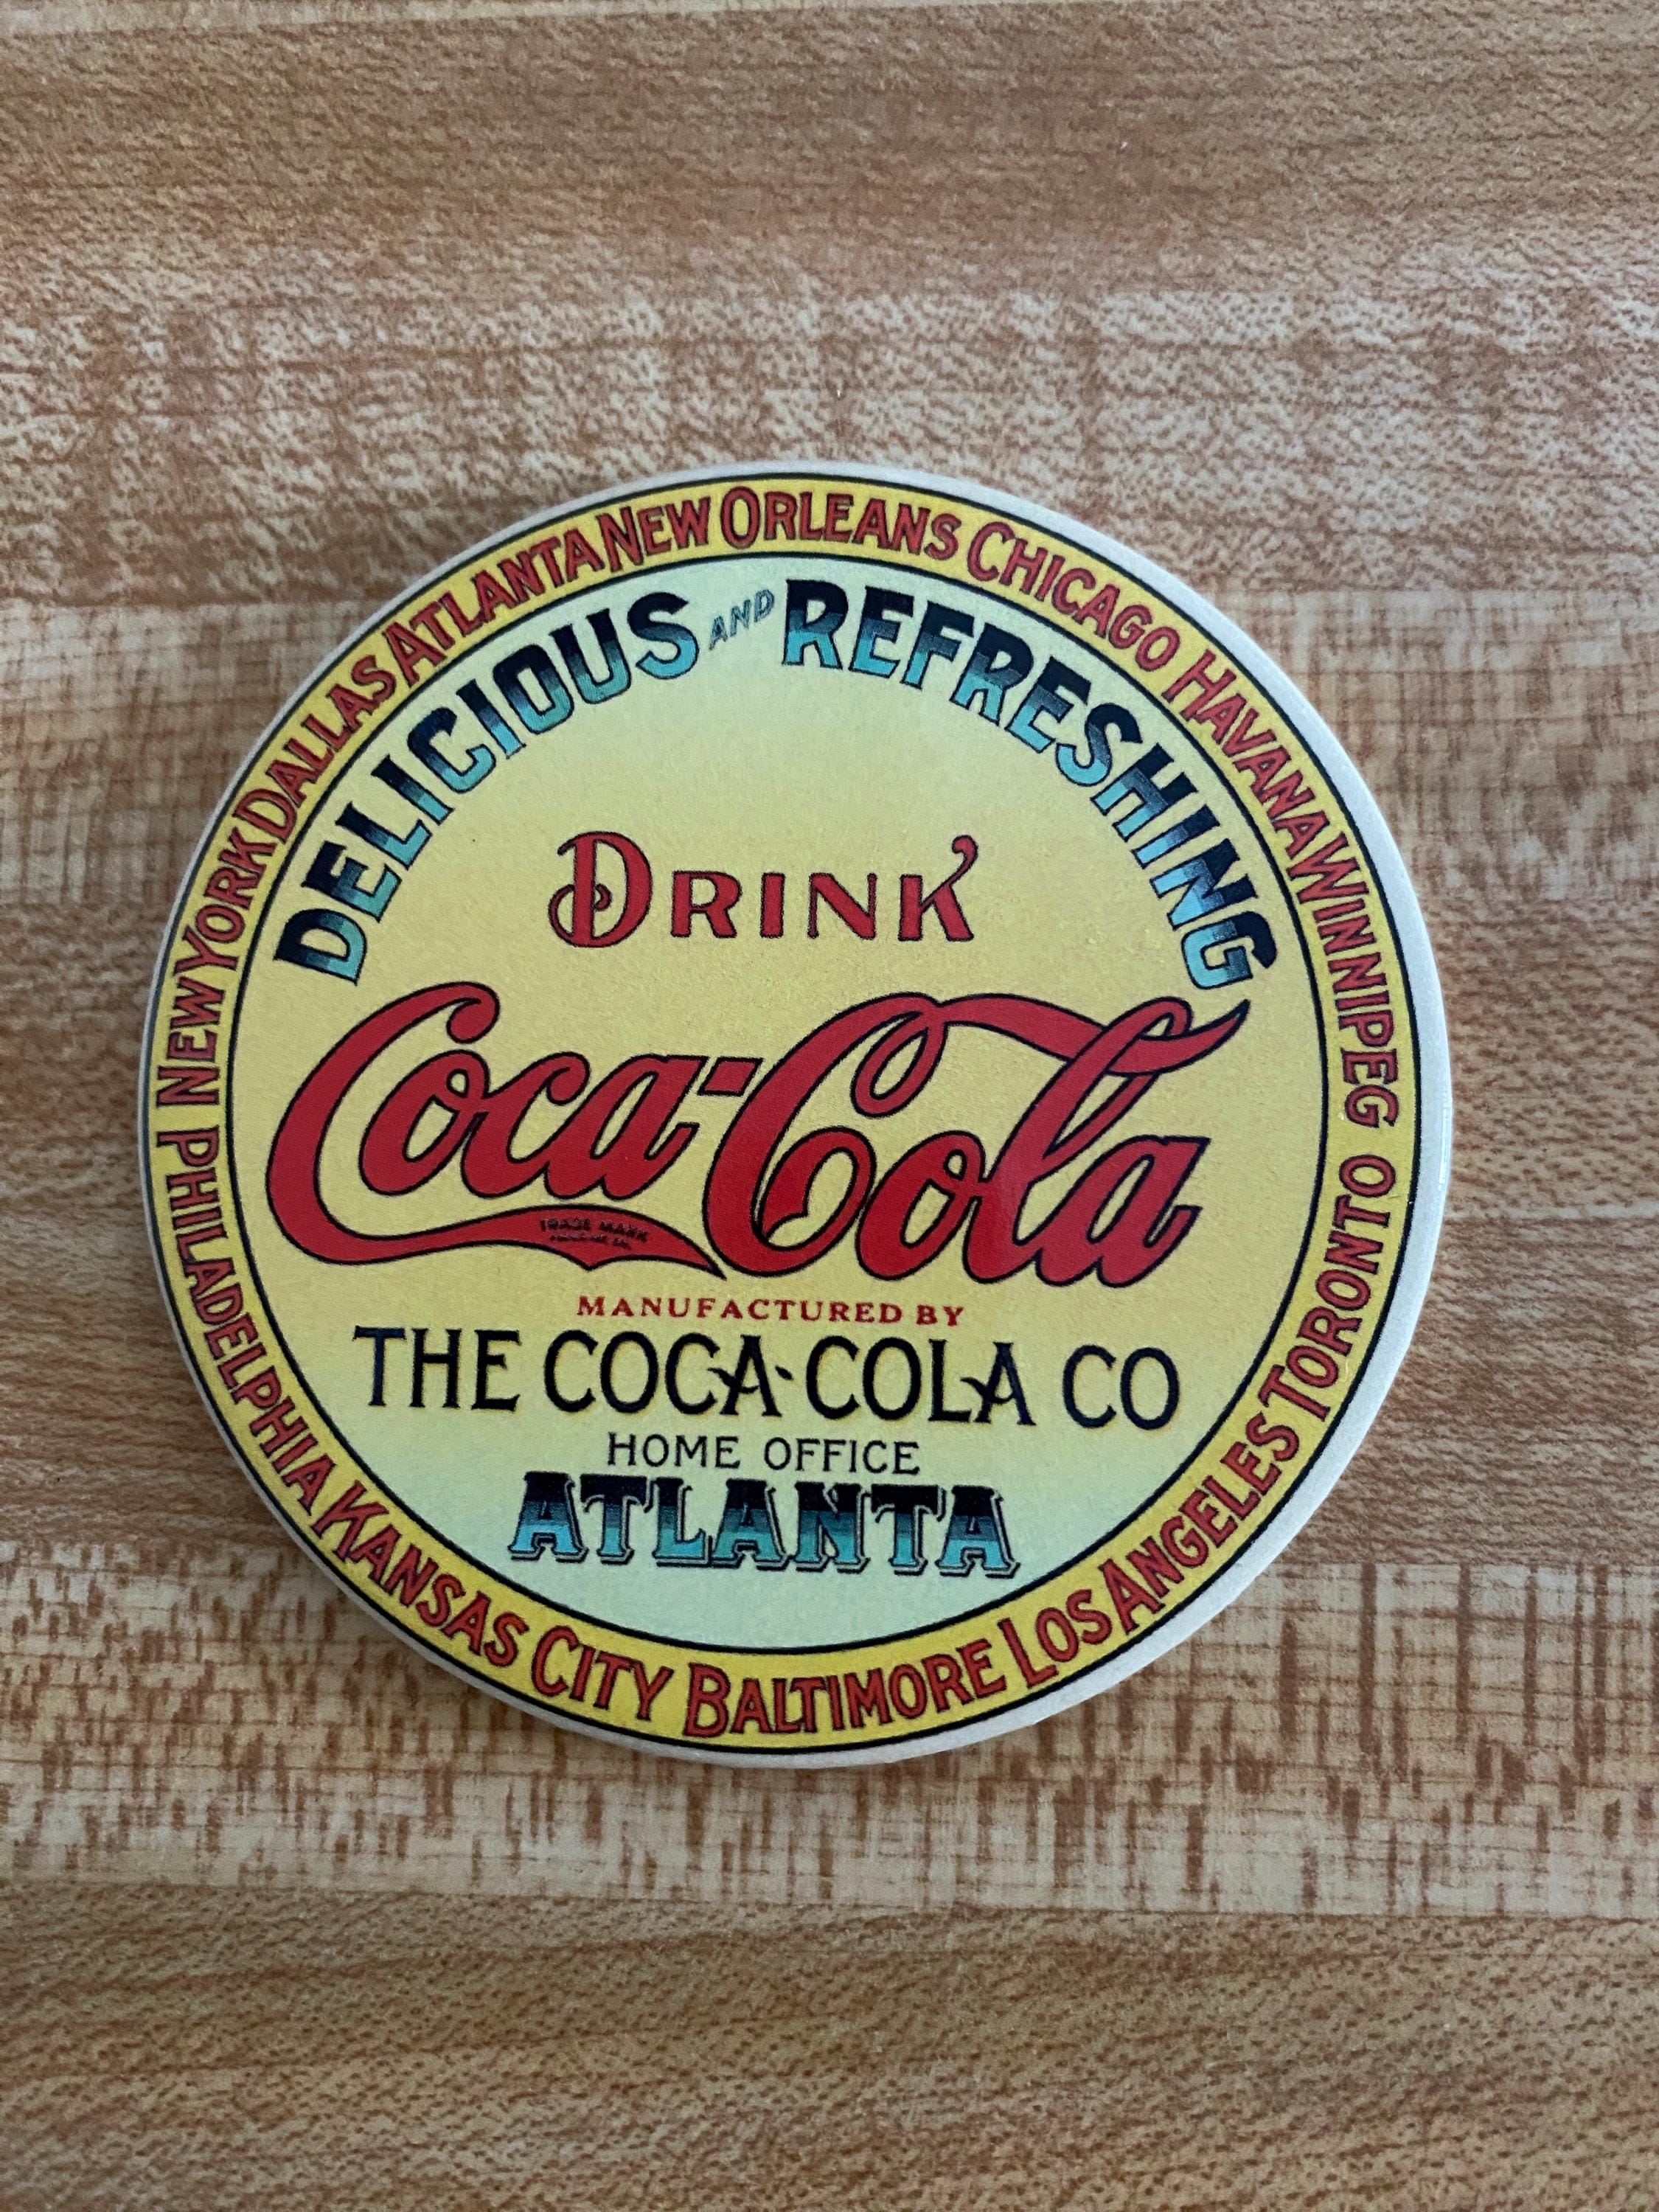 NEW YORK DALLAS ATLANTA NEW ORLEANS CHICAGO HAVANA WINNIPEG
DELICIOUS AND REFRESHING
DRINK
Coca-Cola
TRADE MARK
MANUFACTURED BY
THE COCA-COLA CO
HOME OFFICE
ATLANTA
PHILADELPHIA KANSAS CITY BALTIMORE LOS ANGELES TORONTO